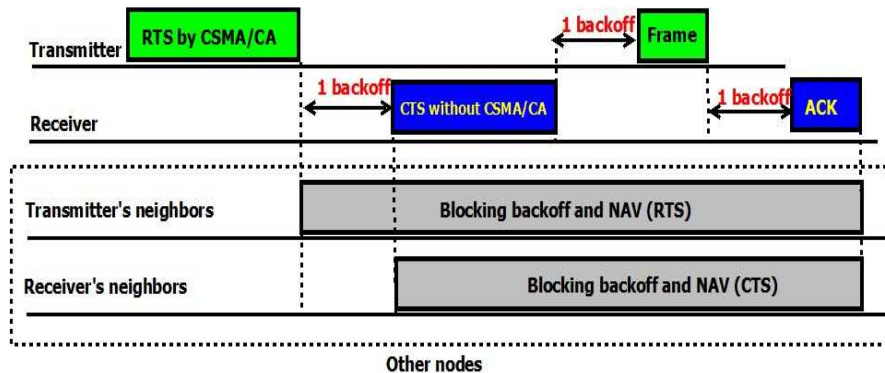 1 backoff
Transmitter
RTS by CSMA/CA
Frame
1 backoff
1 backoff
Receiver
CTS without CSMA/CA
ACK
Transmitter's neighbors
Blocking backoff and NAV (RTS)
Receiver's neighbors
Blocking backoff and NAV (CTS)
Other nodes